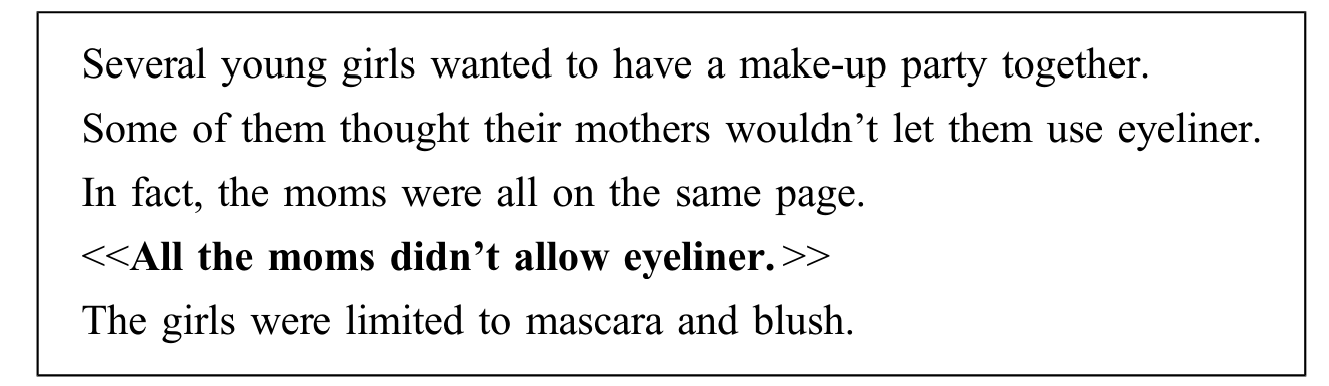 Several young girls wanted to have a make-up party together.
Some of them thought their mothers wouldn’t let them use eyeliner.
In fact, the moms were all on the same page.
<<All the moms didn’t allow eyeliner.>>
The girls were limited to mascara and blush.